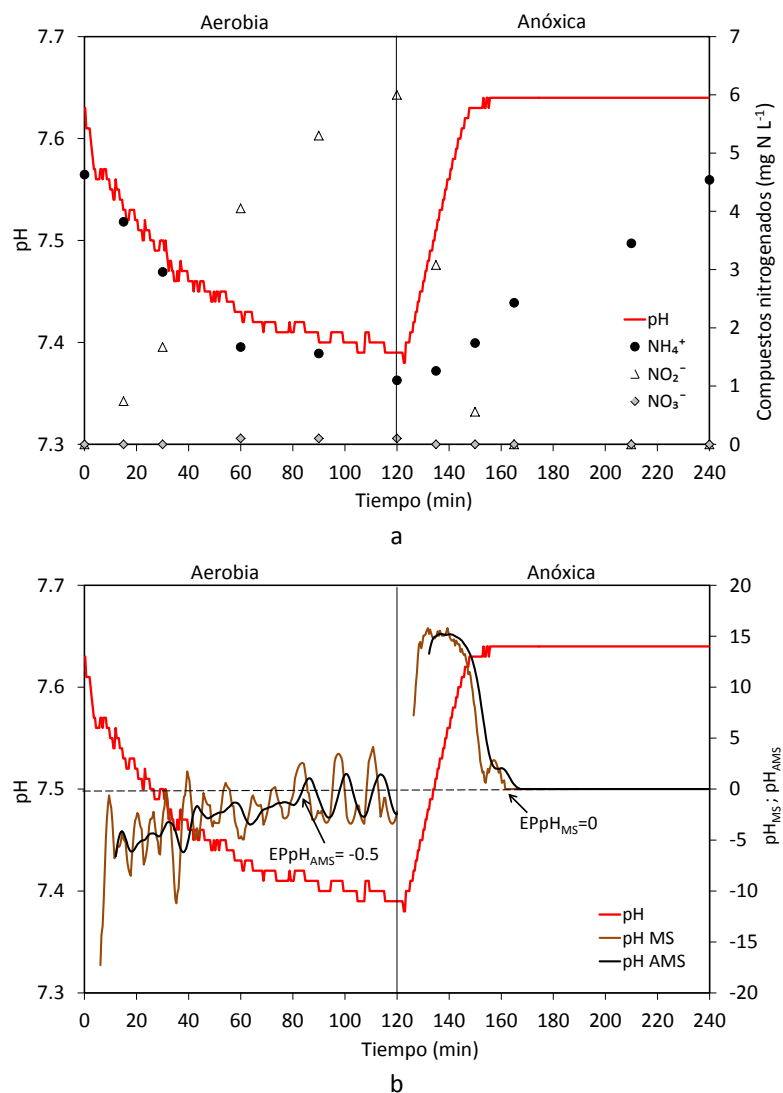 Aerobia Anóxica
7.7 7
6
7.6
5
4
7.5
3
pH
2
NH₄⁺
7.4
NO₂⁻
1
NO₃⁻
7.3 0
0 20 40 60 80 100 120 140 160 180 200 220 240
Tiempo (min)
pH
Compuestos nitrogenados (mg N L⁻¹)
a
Aerobia Anóxica
7.7 20
15
7.6 10
5
7.5 0
EPpH_MS=0
EPpH_AMS= -0.5
-5
7.4 -10
pH
pH MS
-15
pH AMS
7.3 -20
0 20 40 60 80 100 120 140 160 180 200 220 240
Tiempo (min)
pH
pH_MS ; pH_AMS
b